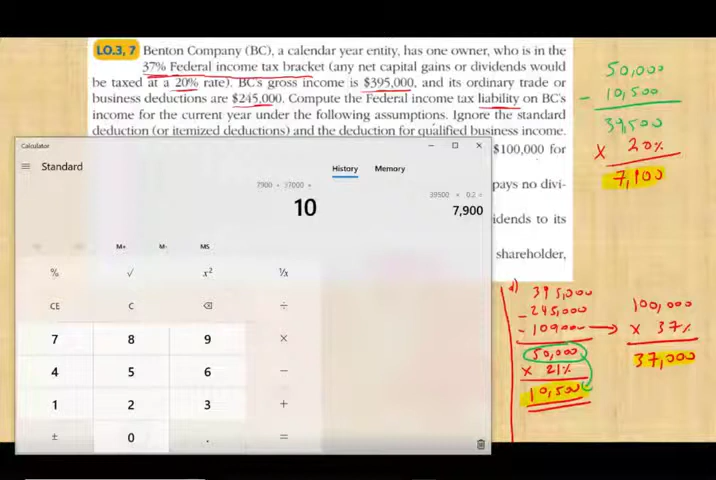 LO.3, 7 Benton Company (BC), a calendar year entity, has one owner, who is in the
37% Federal income tax bracket (any net capital gains or dividends would
be taxed at a 20% rate). BC's gross income is $395,000, and its ordinary trade or
business deductions are $245,000. Compute the Federal income tax liability on BC's
income for the current year under the following assumptions. Ignore the standard
deduction (or itemized deductions) and the deduction for qualified business income.
$100,000 for
pays no divi-
idends to its
shareholder,
50,000
- 10,500
39,500
x 20%
7,900
Calculator
Standard
History
Memory
7900 + 37000 +
10
39500 × 0.2 =
7,900
M+ M- MS
% √ x² ⅟x
CE C ⌫ ÷
7 8 9 ×
4 5 6 −
1 2 3 +
± 0 . =
d) 395,000
- 245,000
- 100,000
50,000
x 21%
10,500
100,000
x 37%
37,000